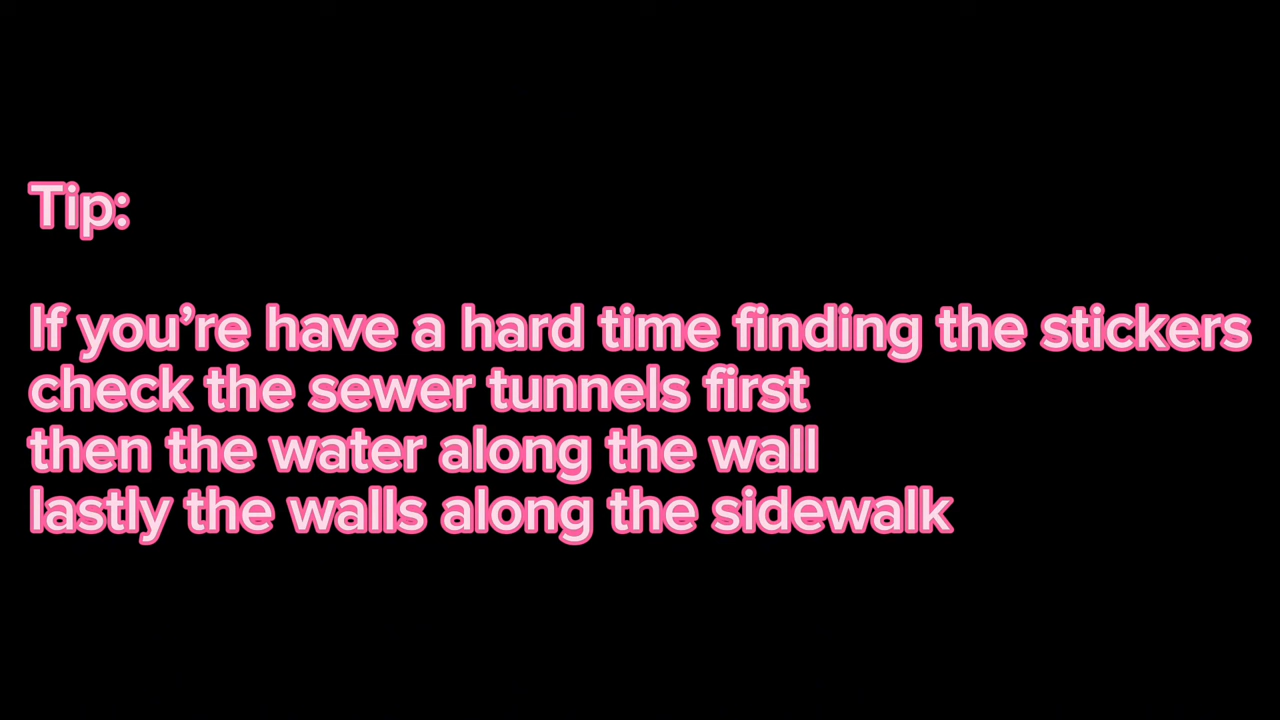 Tip:
If you’re have a hard time finding the stickers
check the sewer tunnels first
then the water along the wall
lastly the walls along the sidewalk